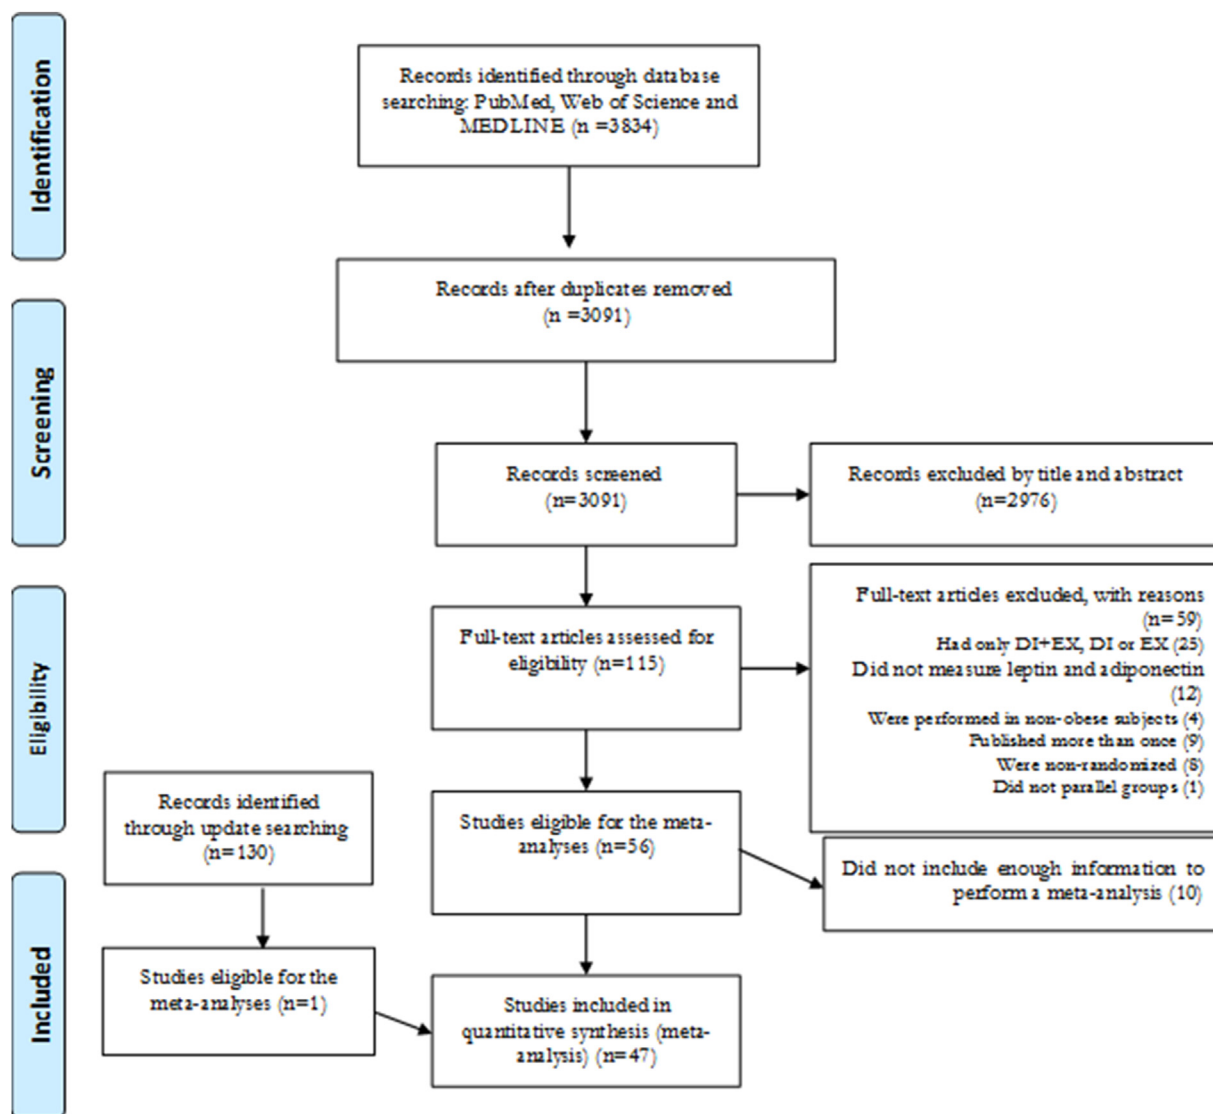 Identification
Records identified through database
searching: PubMed, Web of Science and
MEDLINE (n =3834)
Records after duplicates removed
(n =3091)
Screening
Records screened
(n=3091)
Records excluded by title and abstract
(n=2976)
Eligibility
Full-text articles assessed for
eligibility (n=115)
Full-text articles excluded, with reasons
(n=59)
Had only DI+EX, DI or EX (25)
Did not measure leptin and adiponectin
(12)
Were performed in non-obese subjects (4)
Published more than once (9)
Were non-randomized (8)
Did not parallel groups (1)
Records identified
through update searching
(n=130)
Studies eligible for the meta-
analyses (n=56)
Did not include enough information to
perform a meta-analysis (10)
Included
Studies eligible for the
meta-analyses (n=1)
Studies included in
quantitative synthesis (meta-
analysis) (n=47)